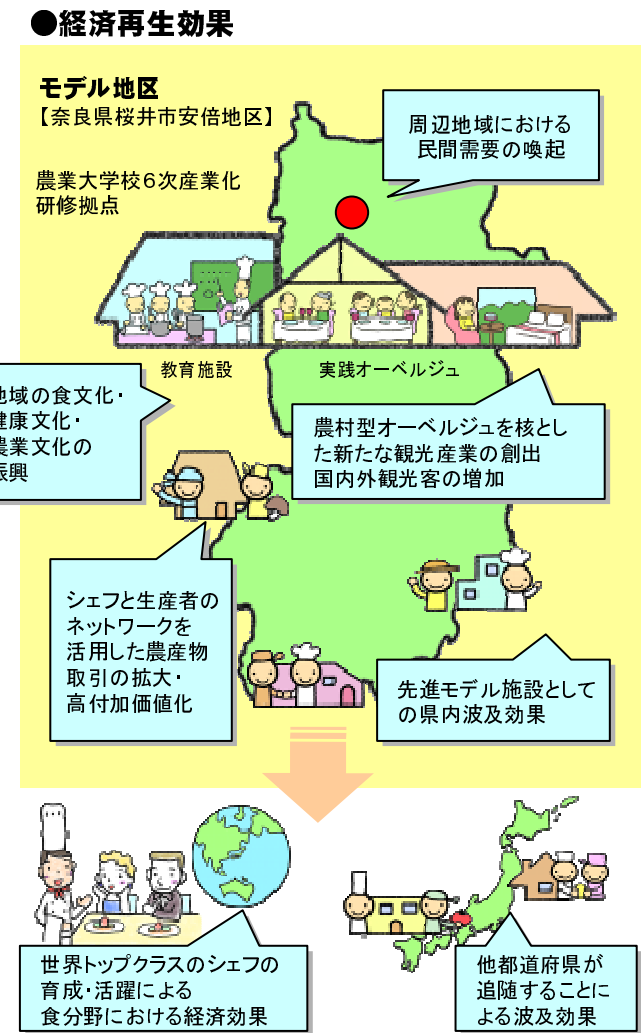 ●経済再生効果
モデル地区
【奈良県桜井市安倍地区】
農業大学校6次産業化
研修拠点
周辺地域における
民間需要の喚起
教育施設
実践オーベルジュ
地域の食文化・
健康文化・
農業文化の
振興
農村型オーベルジュを核とし
た新たな観光産業の創出
国内外観光客の増加
シェフと生産者の
ネットワークを
活用した農産物
取引の拡大・
高付加価値化
先進モデル施設として
の県内波及効果
世界トップクラスのシェフの
育成・活躍による
食分野における経済効果
他都道府県が
追随することに
よる波及効果